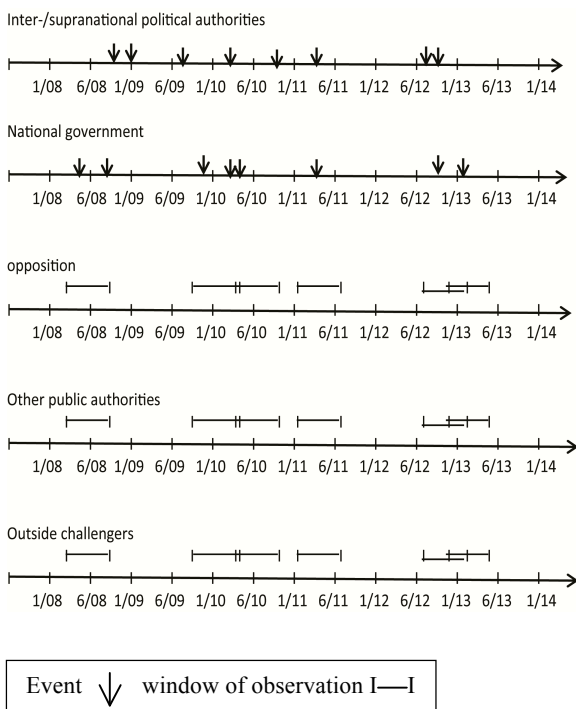 Inter-/supranational political authorities
1/08 6/08 1/09 6/09 1/10 6/10 1/11 6/11 1/12 6/12 1/13 6/13 1/14
National government
1/08 6/08 1/09 6/09 1/10 6/10 1/11 6/11 1/12 6/12 1/13 6/13 1/14
opposition
1/08 6/08 1/09 6/09 1/10 6/10 1/11 6/11 1/12 6/12 1/13 6/13 1/14
Other public authorities
1/08 6/08 1/09 6/09 1/10 6/10 1/11 6/11 1/12 6/12 1/13 6/13 1/14
Outside challengers
1/08 6/08 1/09 6/09 1/10 6/10 1/11 6/11 1/12 6/12 1/13 6/13 1/14
Event window of observation I—I